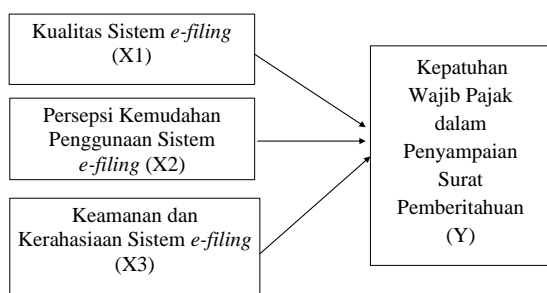 Kualitas Sistem e-filing
(X1)
Persepsi Kemudahan
Penggunaan Sistem
e-filing (X2)
Keamanan dan
Kerahasiaan Sistem e-filing
(X3)
Kepatuhan
Wajib Pajak
dalam
Penyampaian
Surat
Pemberitahuan
(Y)